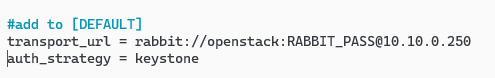 #add to [DEFAULT]
transport_url = rabbit://openstack:RABBIT_PASS@10.10.0.250
auth_strategy = keystone